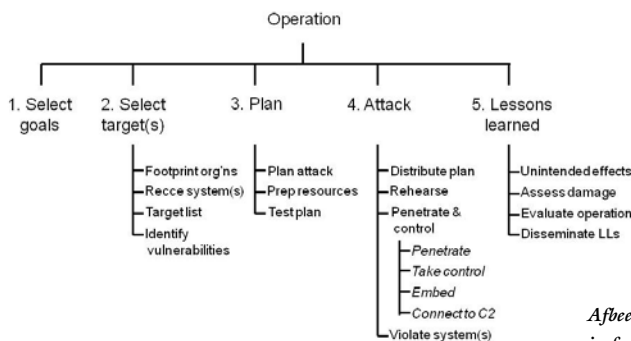 Operation
1. Select
goals
2. Select
target(s)
3. Plan
4. Attack
5. Lessons
learned
Footprint org'ns
Recce system(s)
Target list
Identify
vulnerabilities
Plan attack
Prep resources
Test plan
Distribute plan
Rehearse
Penetrate &
control
Penetrate
Take control
Embed
Connect to C2
Violate system(s)
Unintended effects
Assess damage
Evaluate operation
Disseminate LLs
Afbee